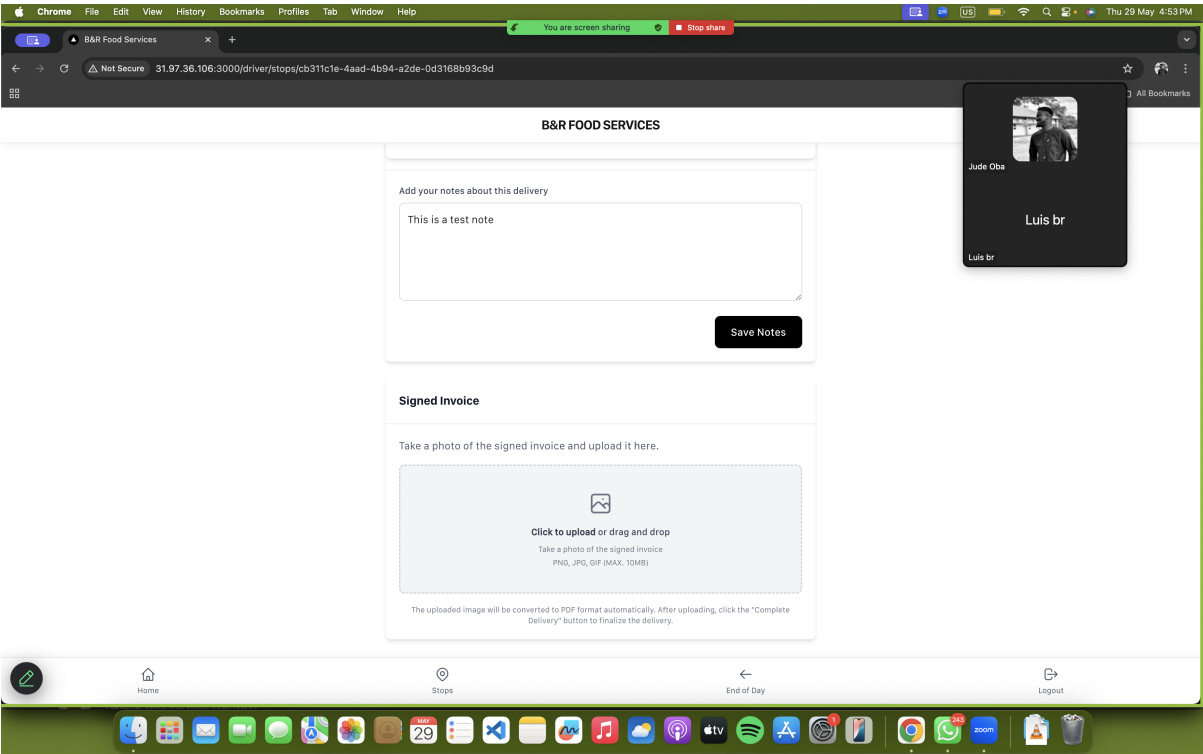 Chrome File Edit View History Bookmarks Profiles Tab Window Help
US
Thu 29 May 4:53 PM
You are screen sharing
Stop share
B&R Food Services
Not Secure 31.97.36.106:3000/driver/stops/cb311c1e-4aad-4b94-a2de-0d3168b93c9d
All Bookmarks
B&R FOOD SERVICES
Jude Oba
Luis br
Luis br
Add your notes about this delivery
This is a test note
Save Notes
Signed Invoice
Take a photo of the signed invoice and upload it here.
Click to upload or drag and drop
Take a photo of the signed invoice
PNG, JPG, GIF (MAX. 10MB)
The uploaded image will be converted to PDF format automatically. After uploading, click the "Complete
Delivery" button to finalize the delivery.
Home
Stops
End of Day
Logout
MAY
29
tv
1
243
zoom